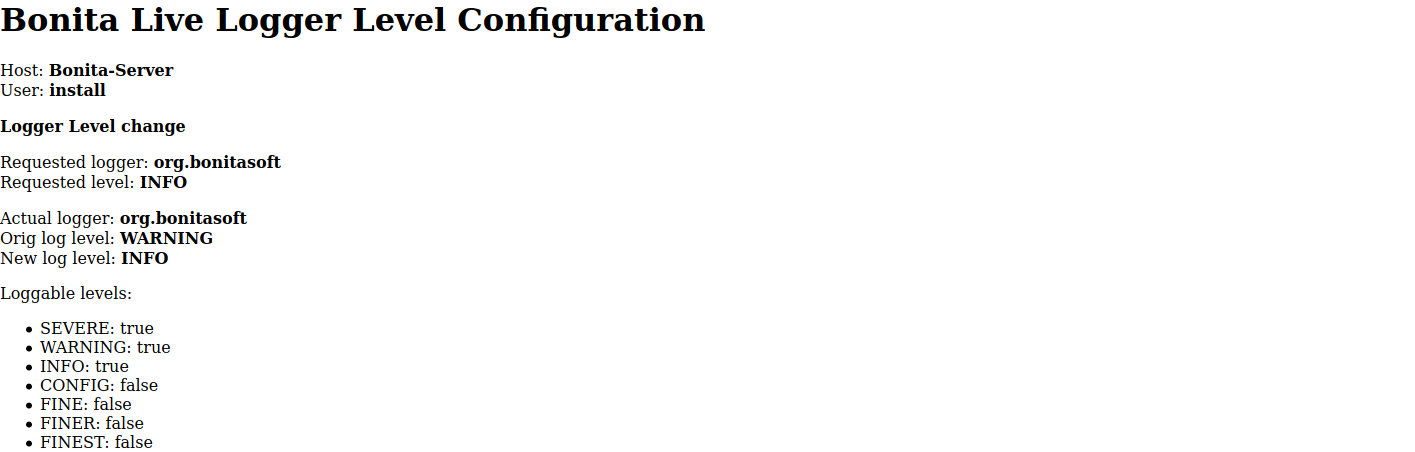 Bonita Live Logger Level Configuration
Host: Bonita-Server
User: install
Logger Level change
Requested logger: org.bonitasoft
Requested level: INFO
Actual logger: org.bonitasoft
Orig log level: WARNING
New log level: INFO
Loggable levels:
• SEVERE: true
• WARNING: true
• INFO: true
• CONFIG: false
• FINE: false
• FINER: false
• FINEST: false